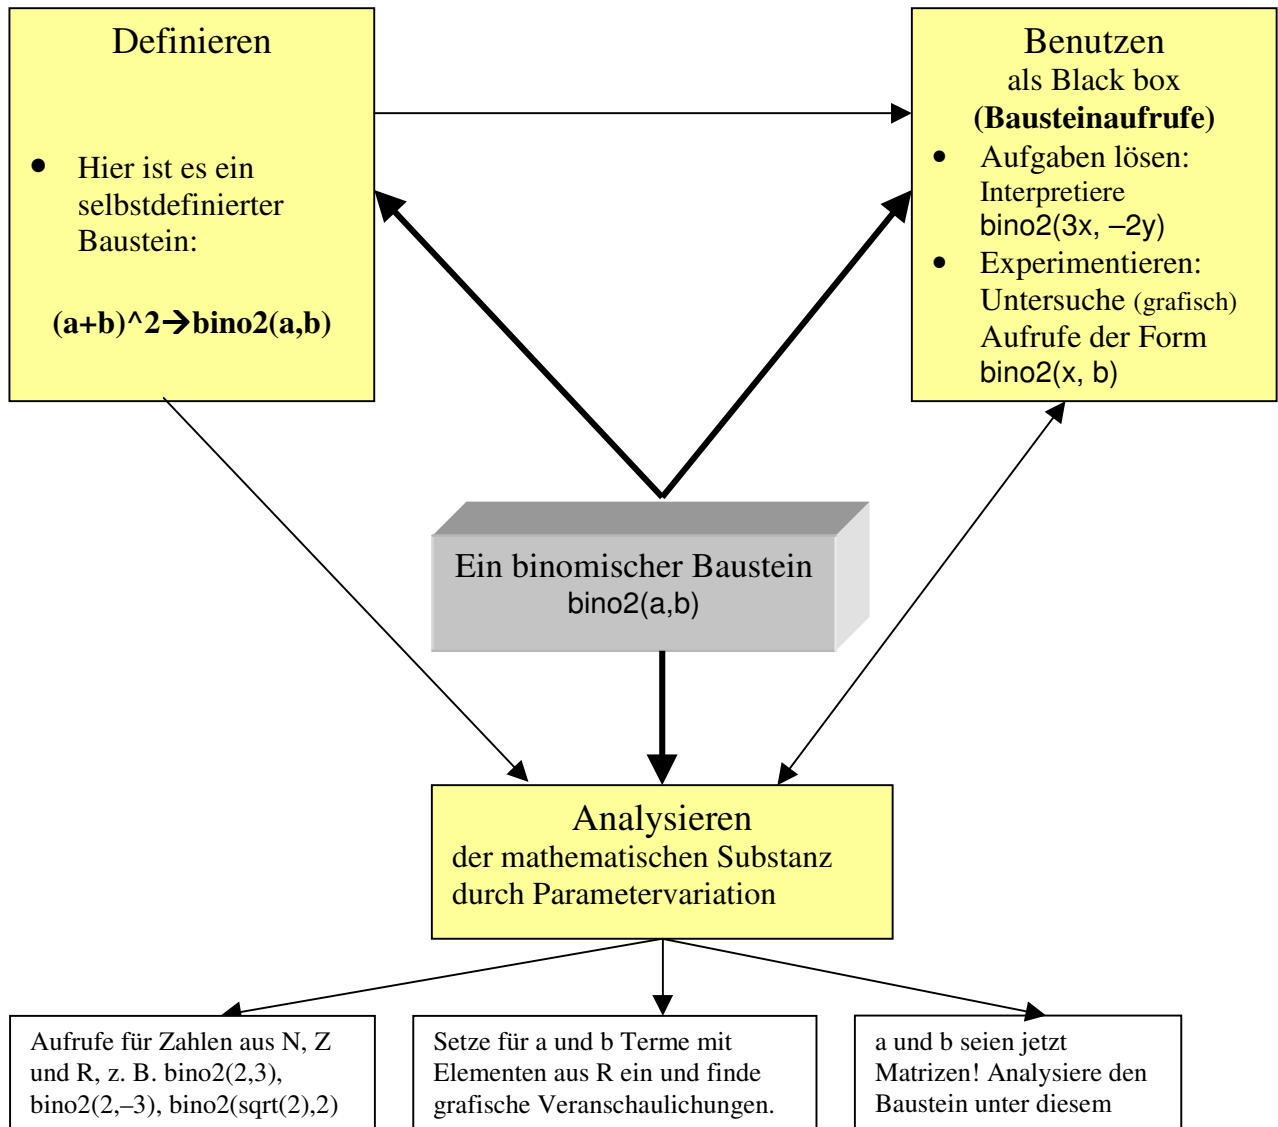 Definieren
• Hier ist es ein
selbstdefinierter
Baustein:
(a+b)^2→bino2(a,b)
Benutzen
als Black box
(Bausteinaufrufe)
• Aufgaben lösen:
Interpretiere
bino2(3x, –2y)
• Experimentieren:
Untersuche (grafisch)
Aufrufe der Form
bino2(x, b)
Ein binomischer Baustein
bino2(a,b)
Analysieren
der mathematischen Substanz
durch Parametervariation
Aufrufe für Zahlen aus N, Z
und R, z. B. bino2(2,3),
bino2(2,–3), bino2(sqrt(2),2)
Setze für a und b Terme mit
Elementen aus R ein und finde
grafische Veranschaulichungen.
a und b seien jetzt
Matrizen! Analysiere den
Baustein unter diesem